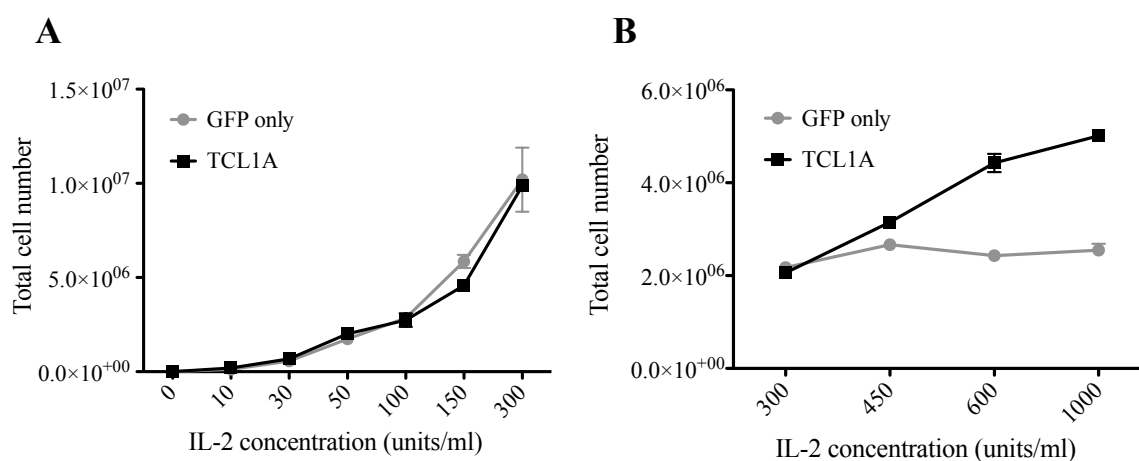 A
Total cell number
1.5×10⁰⁷
1.0×10⁰⁷
5.0×10⁰⁶
0.0×10⁺⁰⁰
GFP only
TCL1A
0
10
30
50
100
150
300
IL-2 concentration (units/ml)
B
Total cell number
6.0×10⁰⁶
4.0×10⁰⁶
2.0×10⁰⁶
0.0×10⁺⁰⁰
GFP only
TCL1A
300
450
600
1000
IL-2 concentration (units/ml)